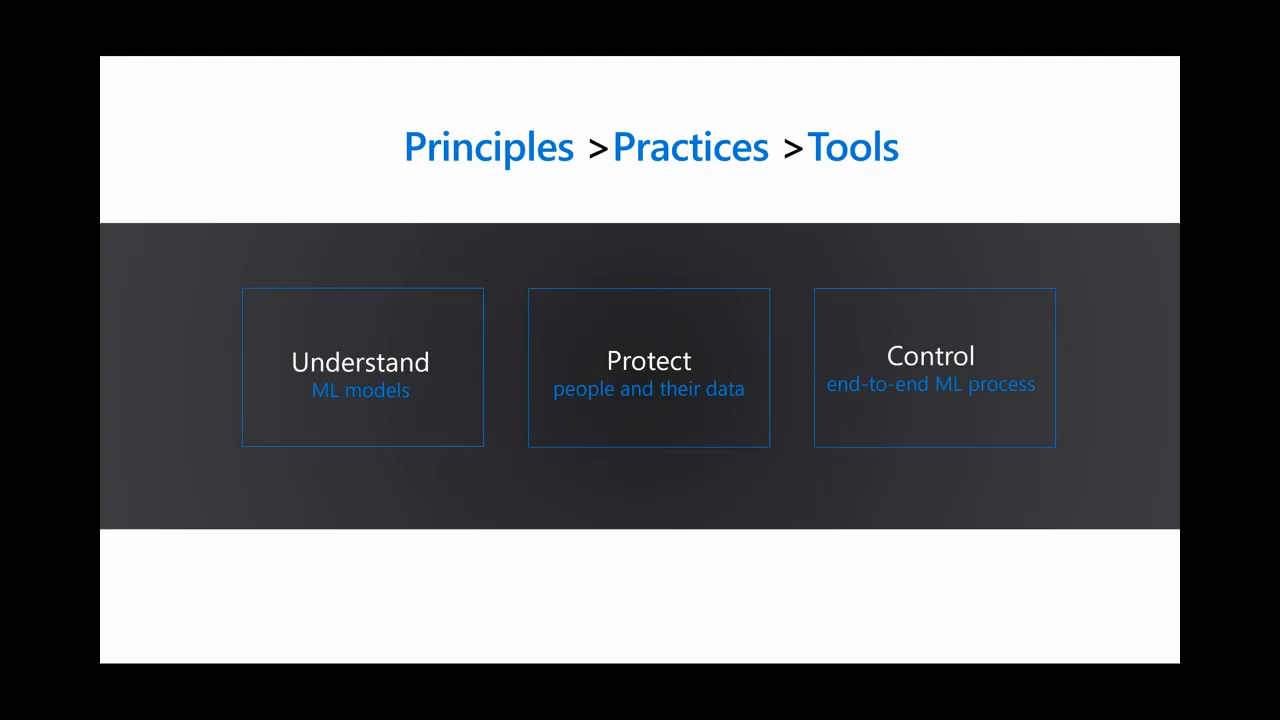 Principles >Practices >Tools
Understand
ML models
Protect
people and their data
Control
end-to-end ML process